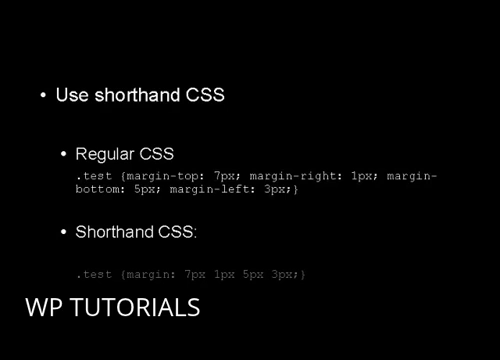 • Use shorthand CSS
• Regular CSS
.test {margin-top: 7px; margin-right: 1px; margin-
bottom: 5px; margin-left: 3px;}
• Shorthand CSS:
.test {margin: 7px 1px 5px 3px;}
WP TUTORIALS